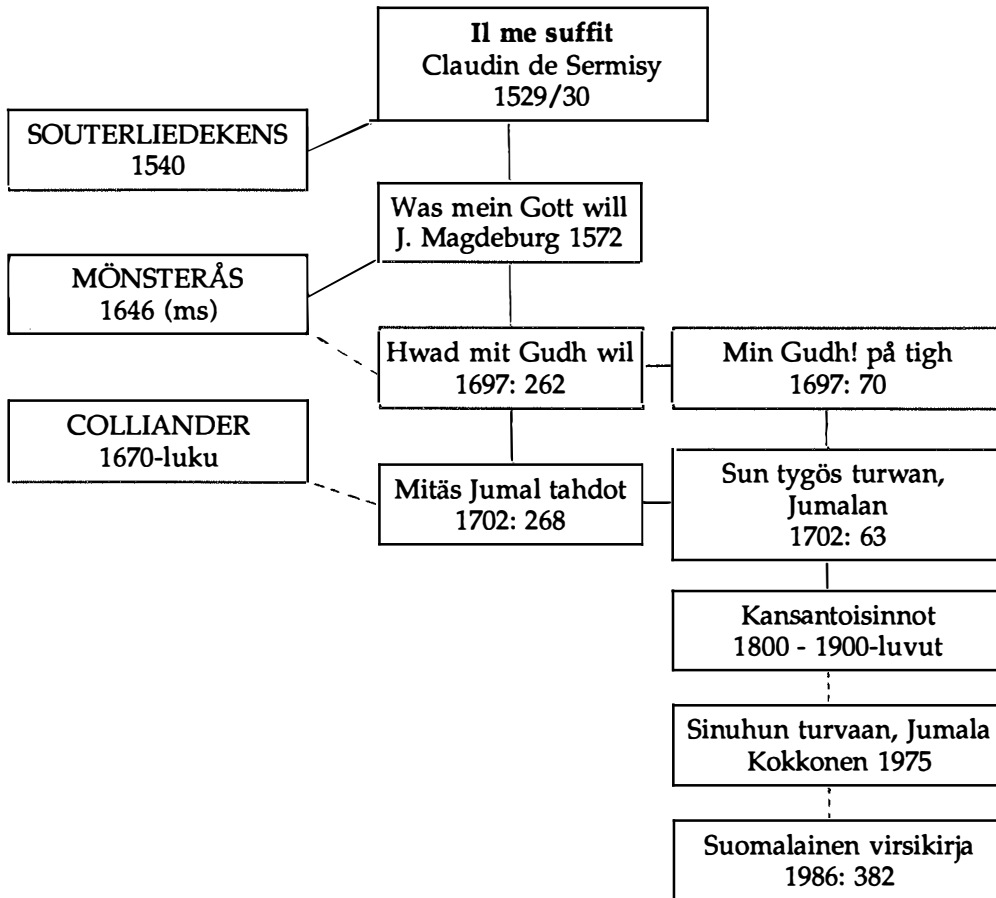 Il me suffit
Claudin de Sermisy
1529/30
SOUTERLIEDEKENS
1540
Was mein Gott will
J. Magdeburg 1572
MÖNSTERÅS
1646 (ms)
Hwad mit Gudh wil
1697: 262
Min Gudh! på tigh
1697: 70
COLLIANDER
1670-luku
Mitäs Jumal tahdot
1702: 268
Sun tygös turwan,
Jumalan
1702: 63
Kansantoisinnot
1800 - 1900-luvut
Sinuhun turvaan, Jumala
Kokkonen 1975
Suomalainen virsikirja
1986: 382